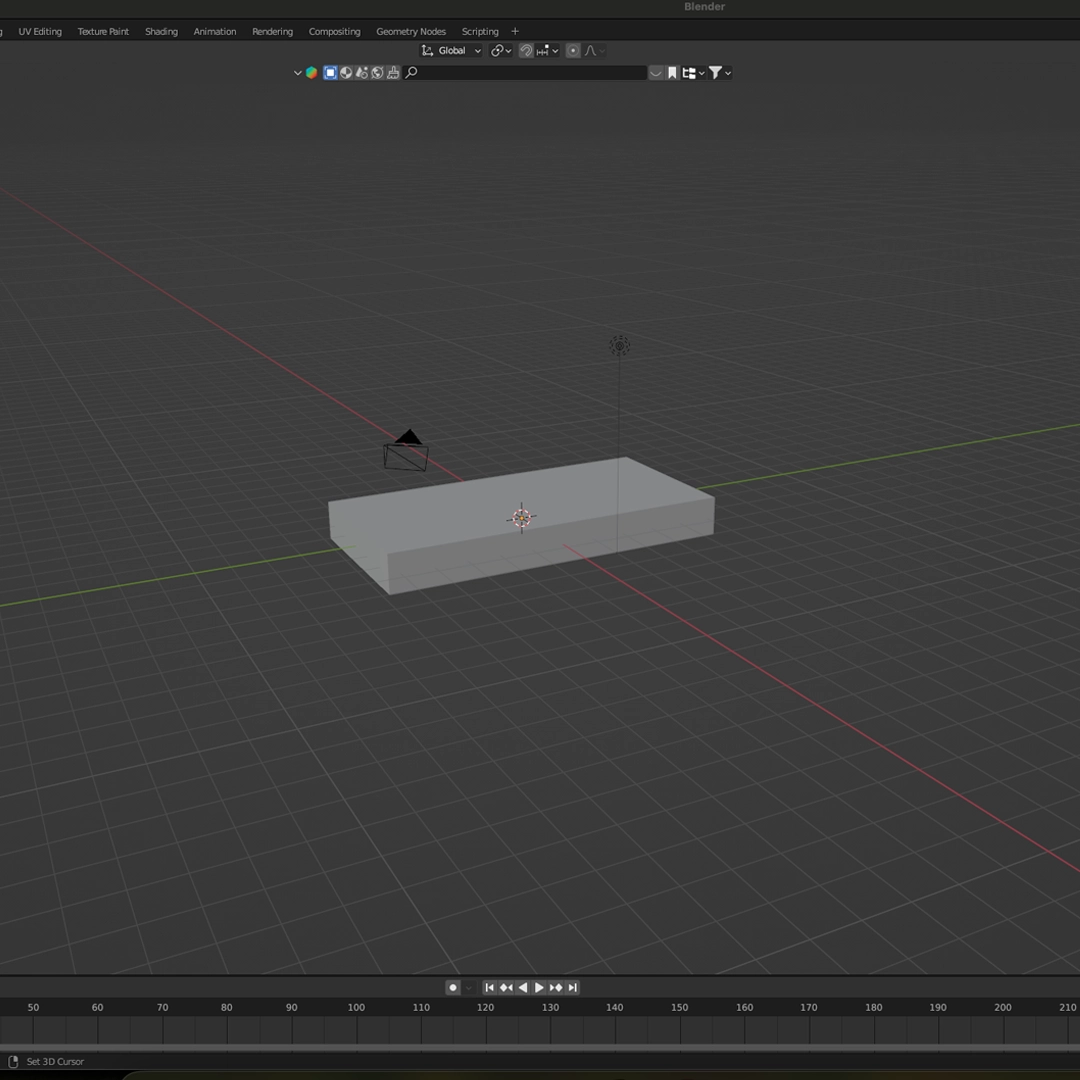 Blender
UV Editing Texture Paint Shading Animation Rendering Compositing Geometry Nodes Scripting +
Global
50 60 70 80 90 100 110 120 130 140 150 160 170 180 190 200 210
Set 3D Cursor